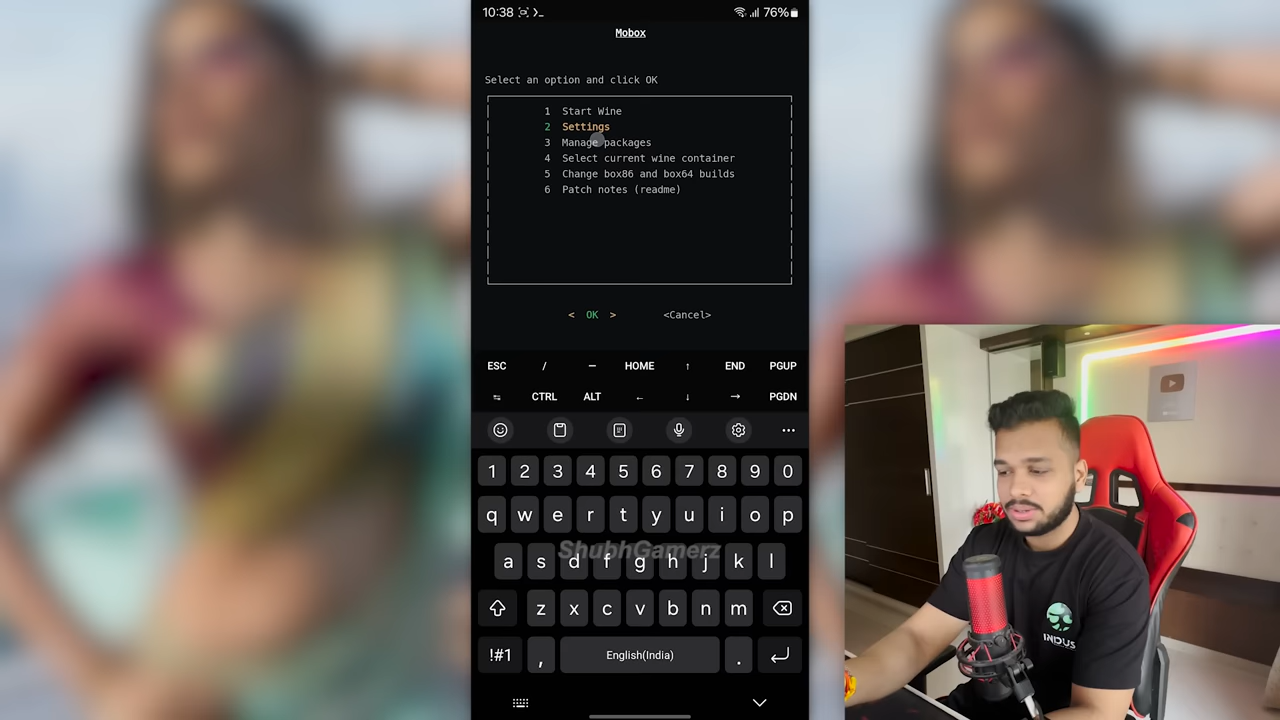 10:38 76%
Mobox
Select an option and click OK
1 Start Wine
2 Settings
3 Manage packages
4 Select current wine container
5 Change box86 and box64 builds
6 Patch notes (readme)
< OK > <Cancel>
ESC / – HOME ↑ END PGUP
⇆ CTRL ALT ← ↓ → PGDN
1 2 3 4 5 6 7 8 9 0
q w e r t y u i o p
ShubhGamerz
a s d f g h j k l
z x c v b n m
!#1 , English(India) .
INDUS